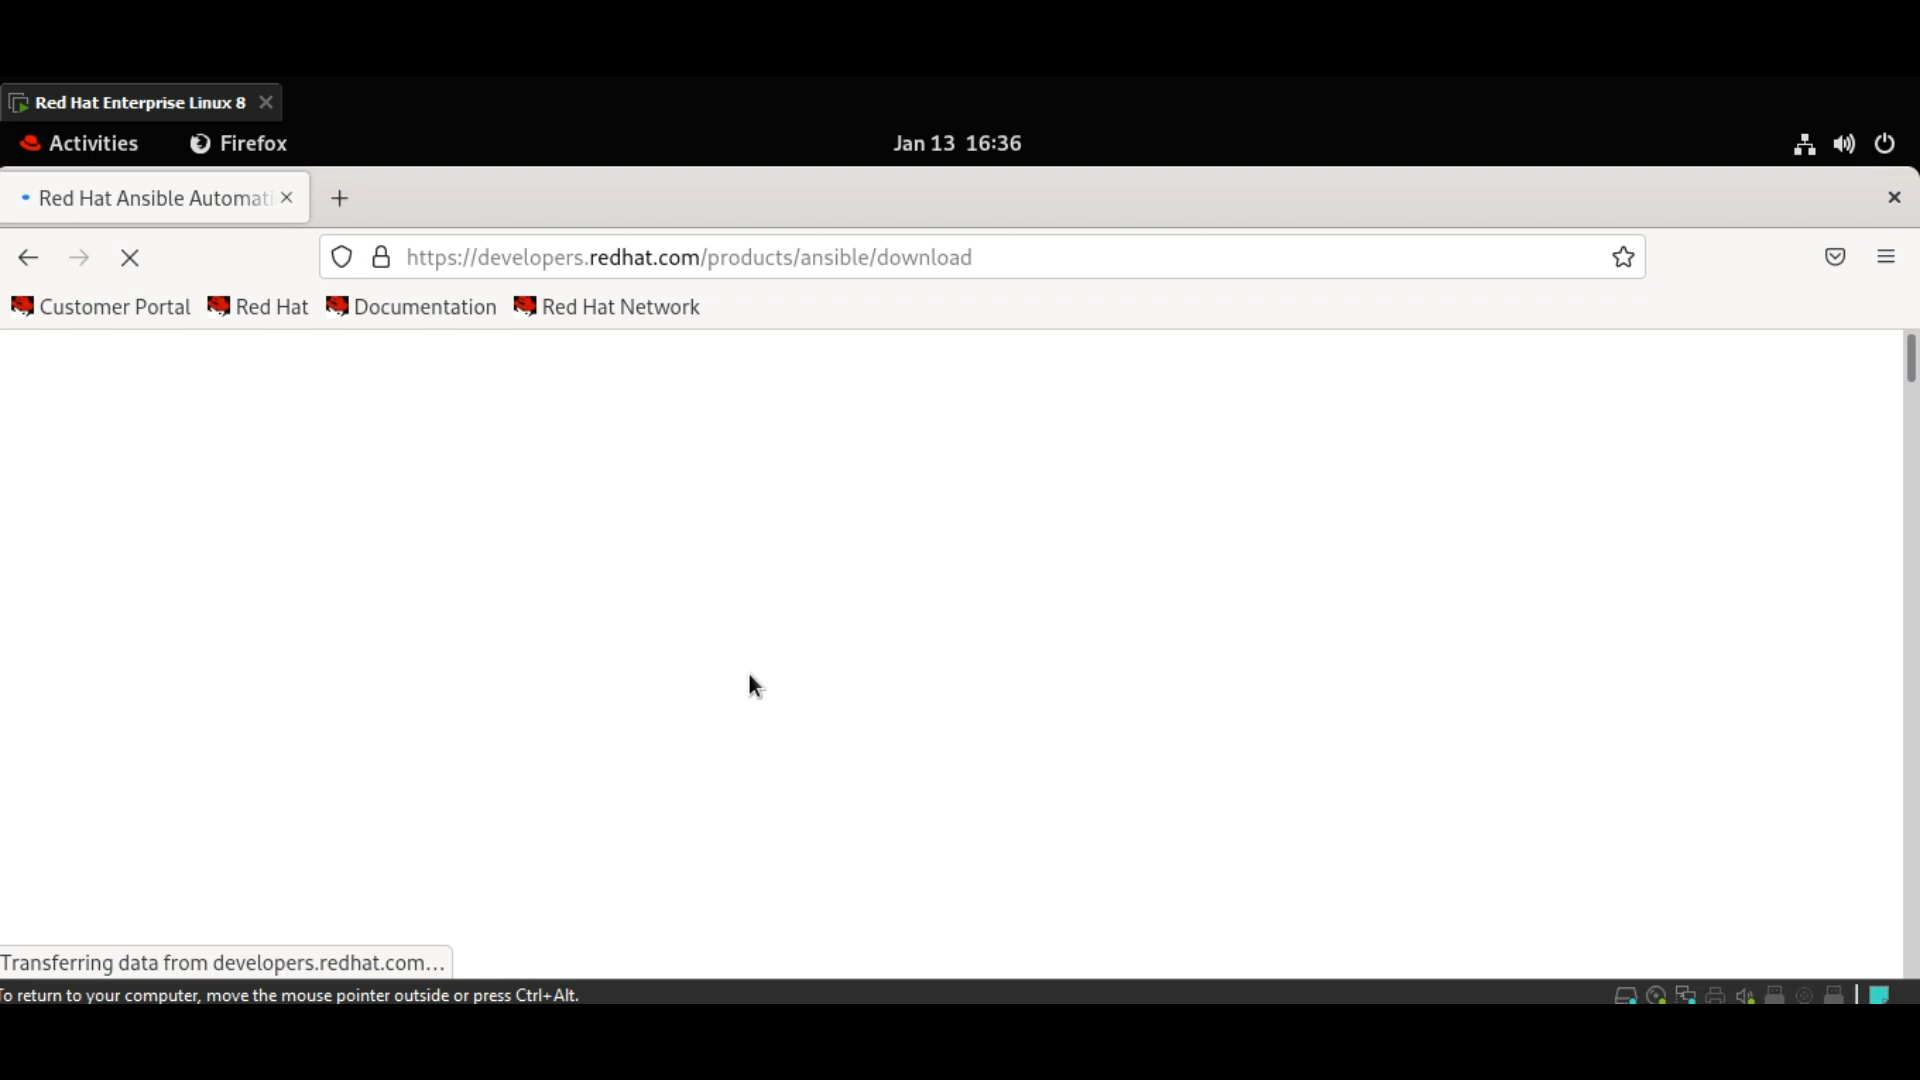 Red Hat Enterprise Linux 8
Activities Firefox Jan 13 16:36
Red Hat Ansible Automati
https://developers.redhat.com/products/ansible/download
Customer Portal Red Hat Documentation Red Hat Network
Transferring data from developers.redhat.com…
To return to your computer, move the mouse pointer outside or press Ctrl+Alt.